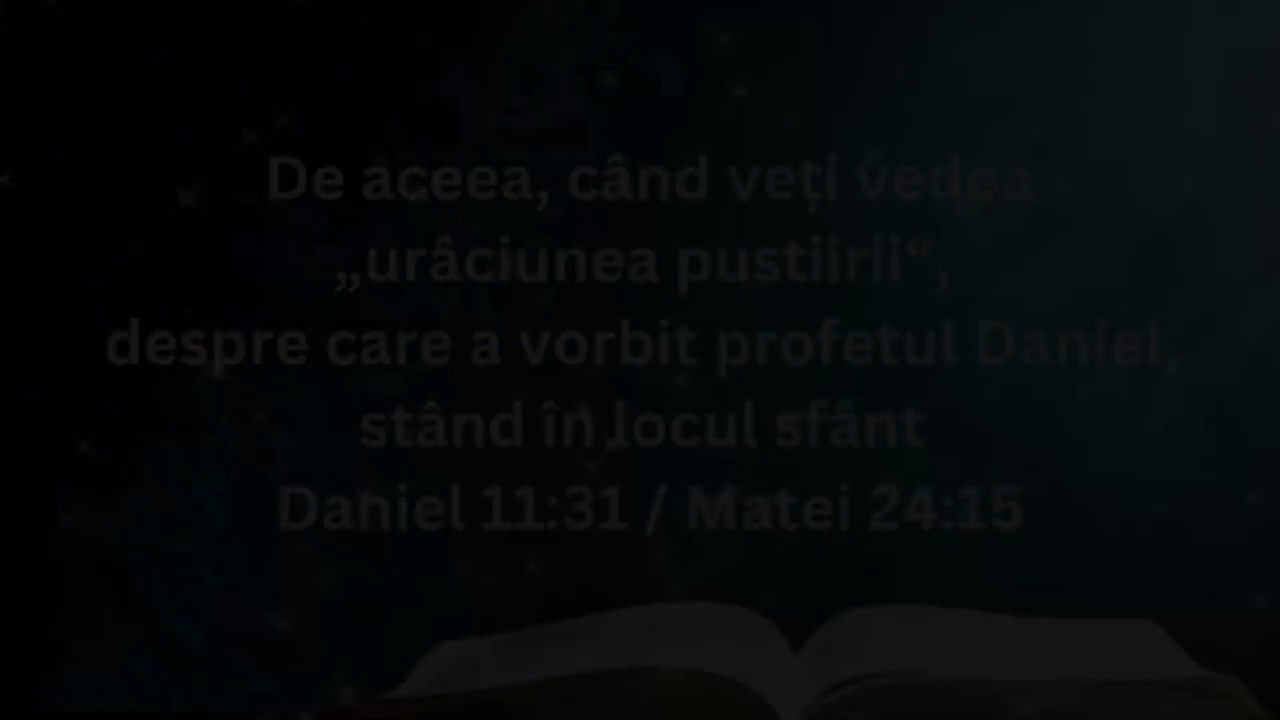 De aceea, când veți vedea
„urâciunea pustiirii“,
despre care a vorbit profetul Daniel,
stând în locul sfânt
Daniel 11:31 / Matei 24:15